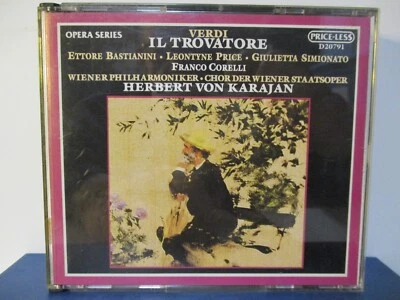 OPERA SERIES
VERDI
PRICE-LESS
D20791
IL TROVATORE
ETTORE BASTIANINI · LEONTYNE PRICE · GIULIETTA SIMIONATO
FRANCO CORELLI
WIENER PHILHARMONIKER · CHOR DER WIENER STAATSOPER
HERBERT VON KARAJAN